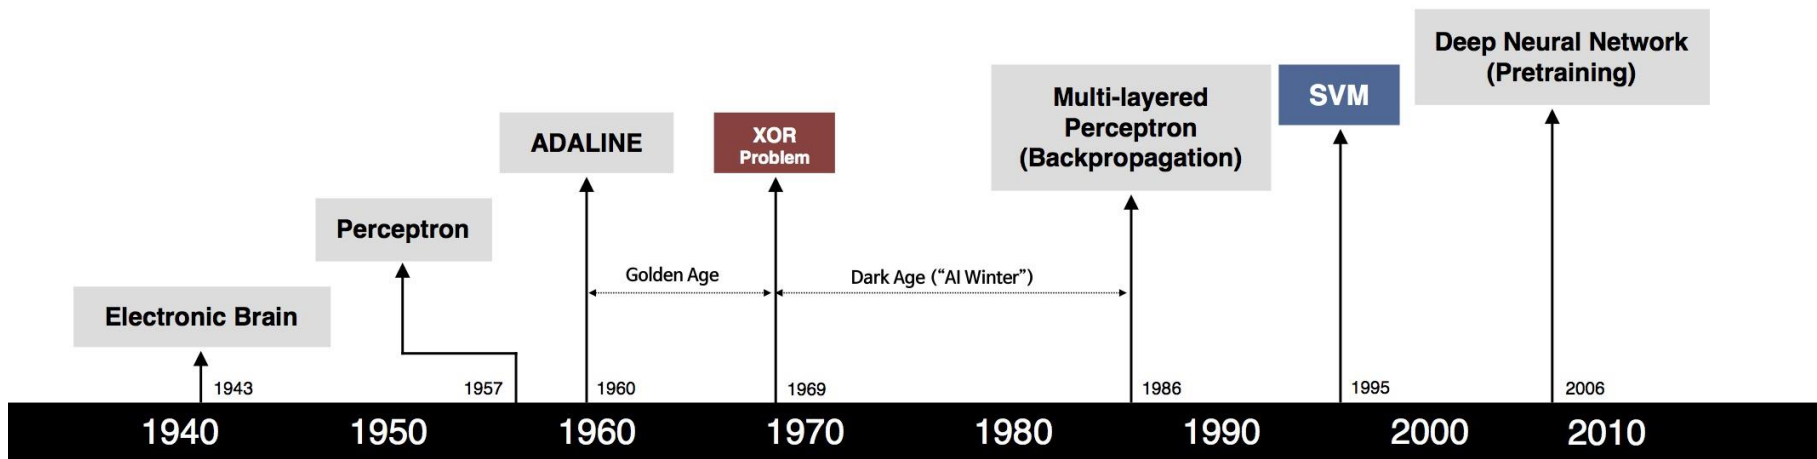 Deep Neural Network
(Pretraining)
Multi-layered
Perceptron
(Backpropagation)
SVM
ADALINE
XOR
Problem
Perceptron
Golden Age
Dark Age (“AI Winter”)
Electronic Brain
1943
1957
1960
1969
1986
1995
2006
1940 1950 1960 1970 1980 1990 2000 2010